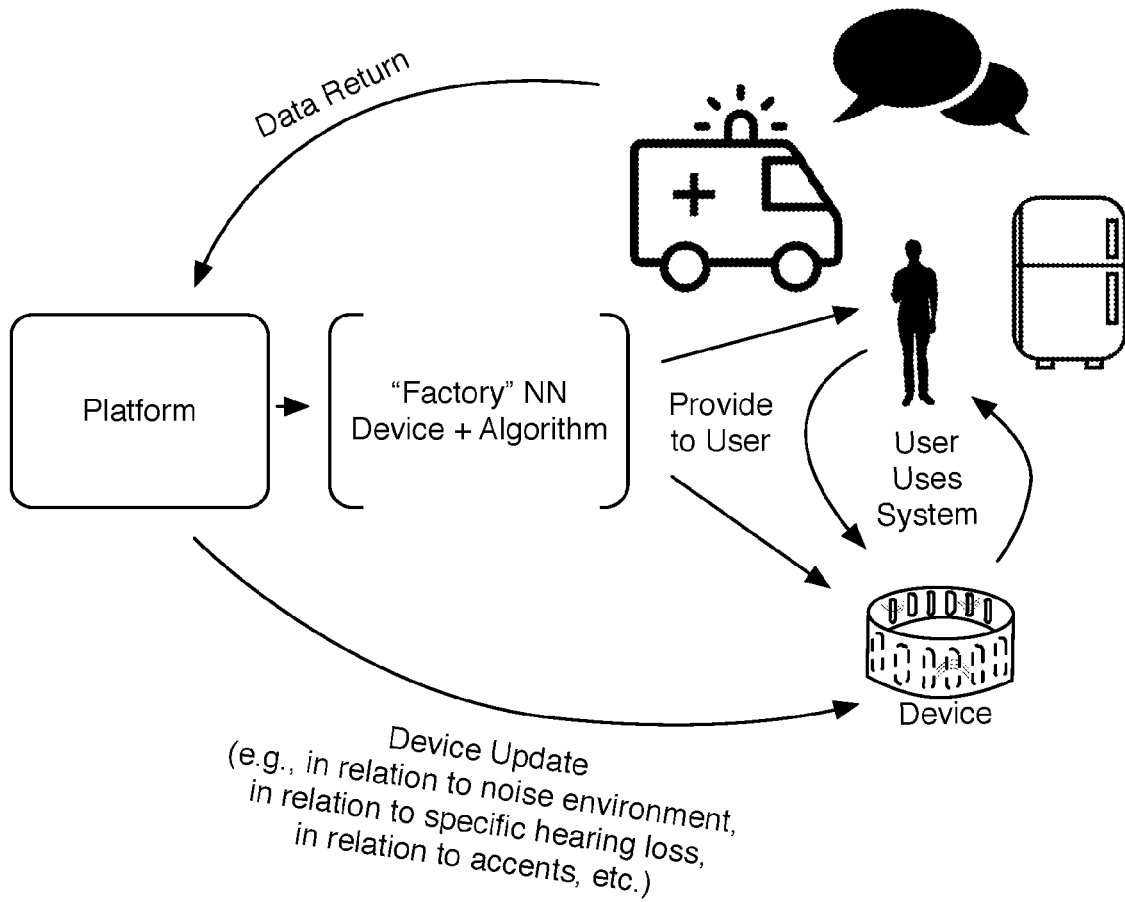 Data Return
Platform
“Factory” NN
Device + Algorithm
Provide
to User
User
Uses
System
Device
Device Update
(e.g., in relation to noise environment,
in relation to specific hearing loss,
in relation to accents, etc.)